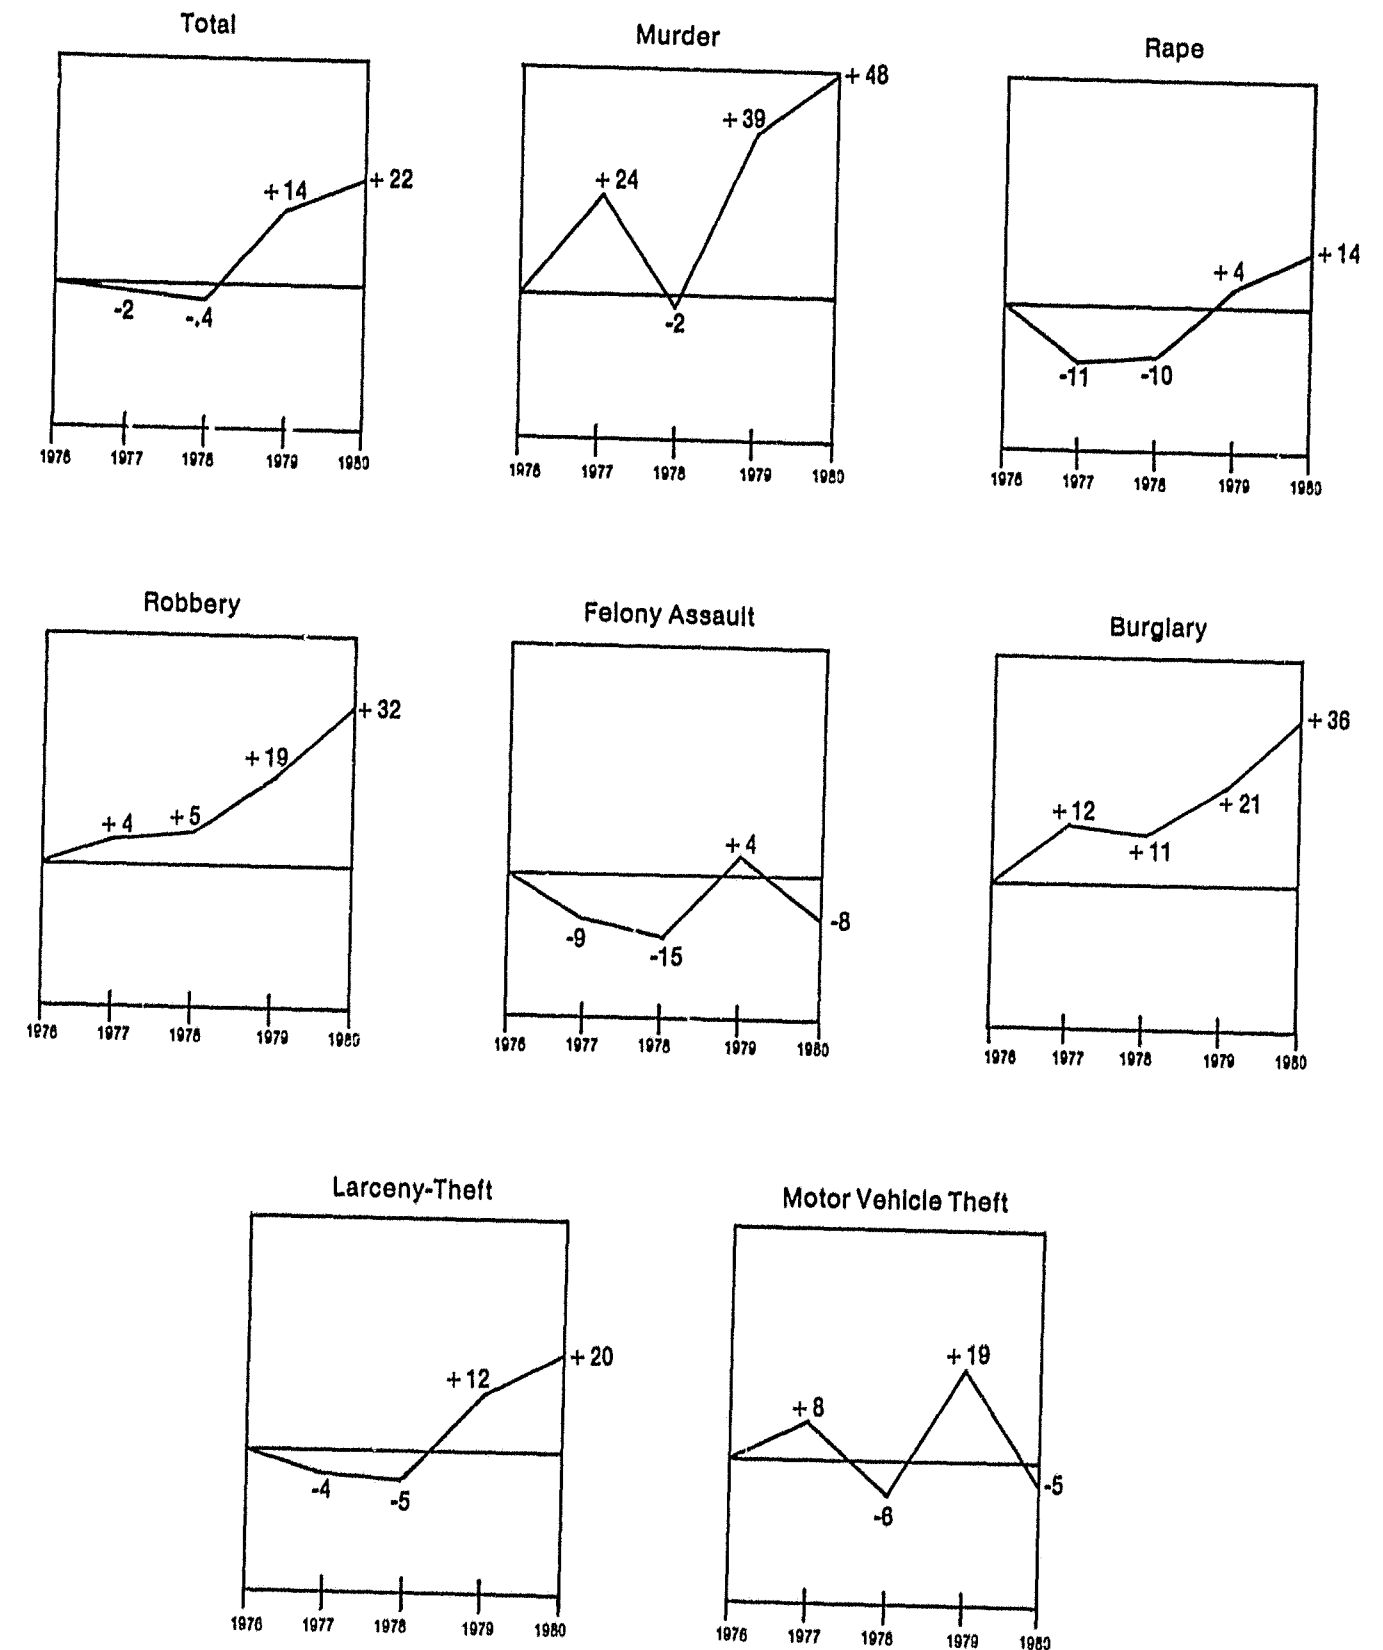 Total
+ 14
+ 22
-2
-.4
1976 1977 1978 1979 1980
Murder
+ 48
+ 39
+ 24
-2
1976 1977 1978 1979 1980
Rape
+ 14
+ 4
-11
-10
1976 1977 1978 1979 1980
Robbery
+ 32
+ 19
+ 4
+ 5
1976 1977 1978 1979 1980
Felony Assault
+ 4
-8
-9
-15
1976 1977 1978 1979 1980
Burglary
+ 36
+ 12
+ 21
+ 11
1976 1977 1978 1979 1980
Larceny-Theft
+ 20
+ 12
-4
-5
1976 1977 1978 1979 1980
Motor Vehicle Theft
+ 19
+ 8
-5
-6
1976 1977 1978 1979 1980